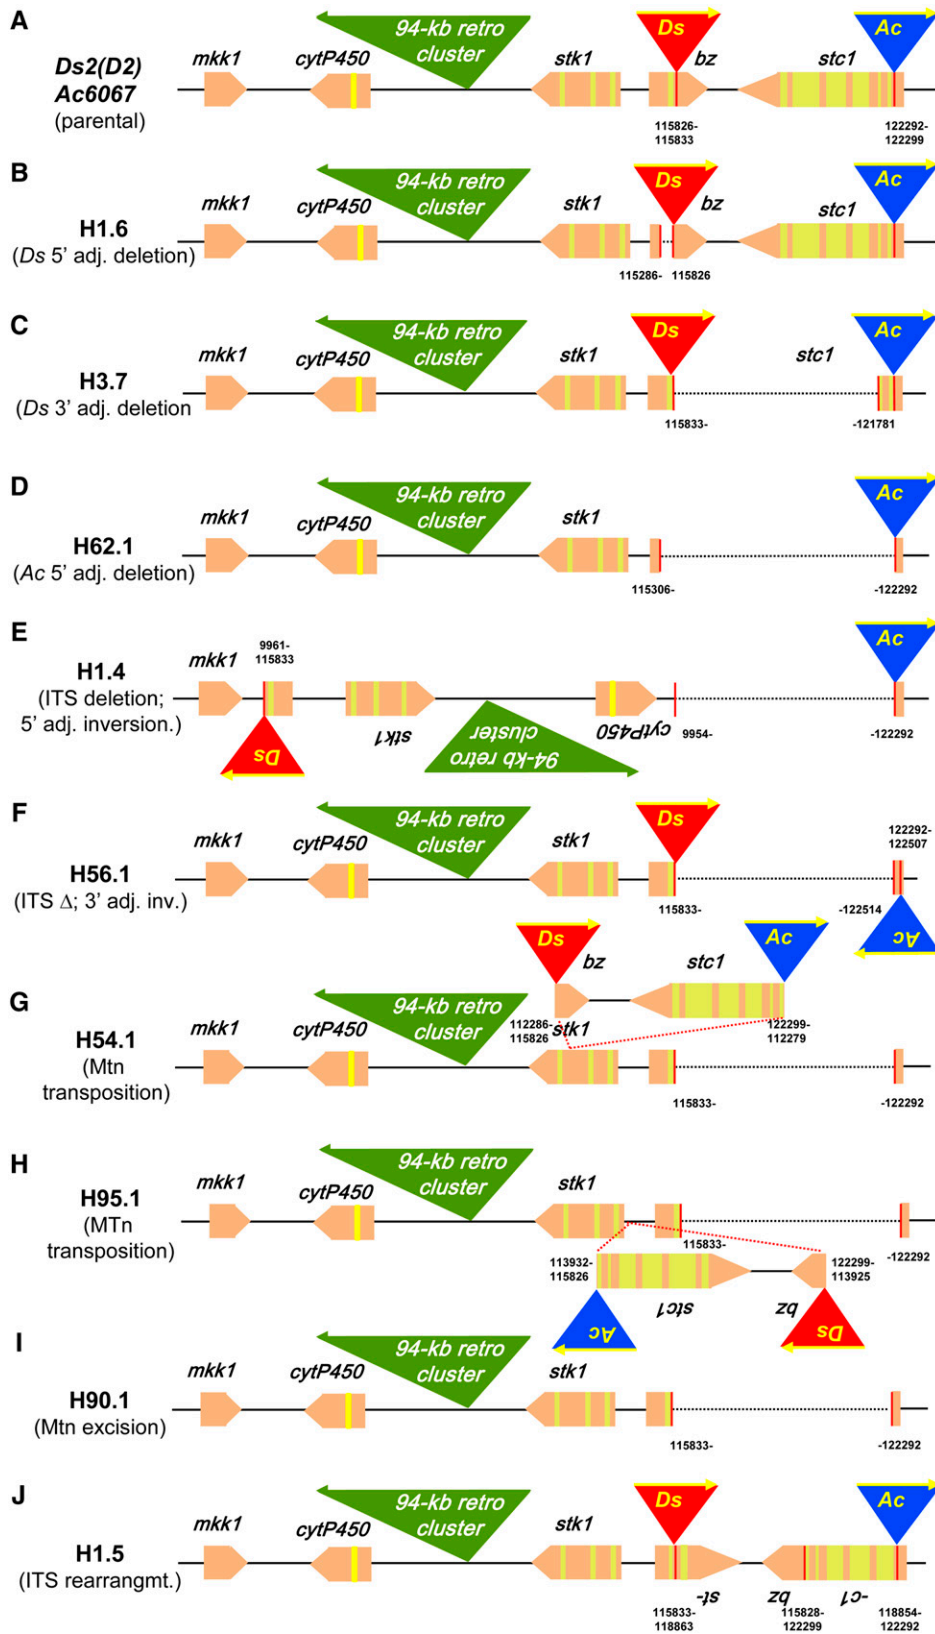 A
Ds2(D2)
Ac6067
(parental)
mkk1
cytP450
94-kb retro
cluster
stk1
Ds
bz
stc1
Ac
115826-
115833
122292-
122299
B
H1.6
(Ds 5' adj. deletion)
mkk1
cytP450
94-kb retro
cluster
stk1
Ds
bz
stc1
Ac
115286-
115826
C
H3.7
(Ds 3' adj. deletion
mkk1
cytP450
94-kb retro
cluster
stk1
Ds
stc1
Ac
115833-
-121781
D
H62.1
(Ac 5' adj. deletion)
mkk1
cytP450
94-kb retro
cluster
stk1
Ac
115306-
-122292
E
H1.4
(ITS deletion;
5' adj. inversion.)
mkk1
9961-
115833
Ds
stk1
94-kb retro
cluster
cytP450
9954-
Ac
-122292
F
H56.1
(ITS Δ; 3' adj. inv.)
mkk1
cytP450
94-kb retro
cluster
stk1
Ds
115833-
122292-
122507
-122514
Ac
G
H54.1
(Mtn
transposition)
mkk1
cytP450
94-kb retro
cluster
stk1
Ds
bz
stc1
Ac
112286-
115826
122299-
112279
115833-
-122292
H
H95.1
(MTn
transposition)
mkk1
cytP450
94-kb retro
cluster
stk1
115833-
-122292
113932-
115826
122299-
113925
stc1
bz
Ac
Ds
I
H90.1
(Mtn excision)
mkk1
cytP450
94-kb retro
cluster
stk1
115833-
-122292
J
H1.5
(ITS rearrangmt.)
mkk1
cytP450
94-kb retro
cluster
stk1
Ds
Ac
-st-
bz
-c1
115833-
118863
115828-
122299
118854-
122292